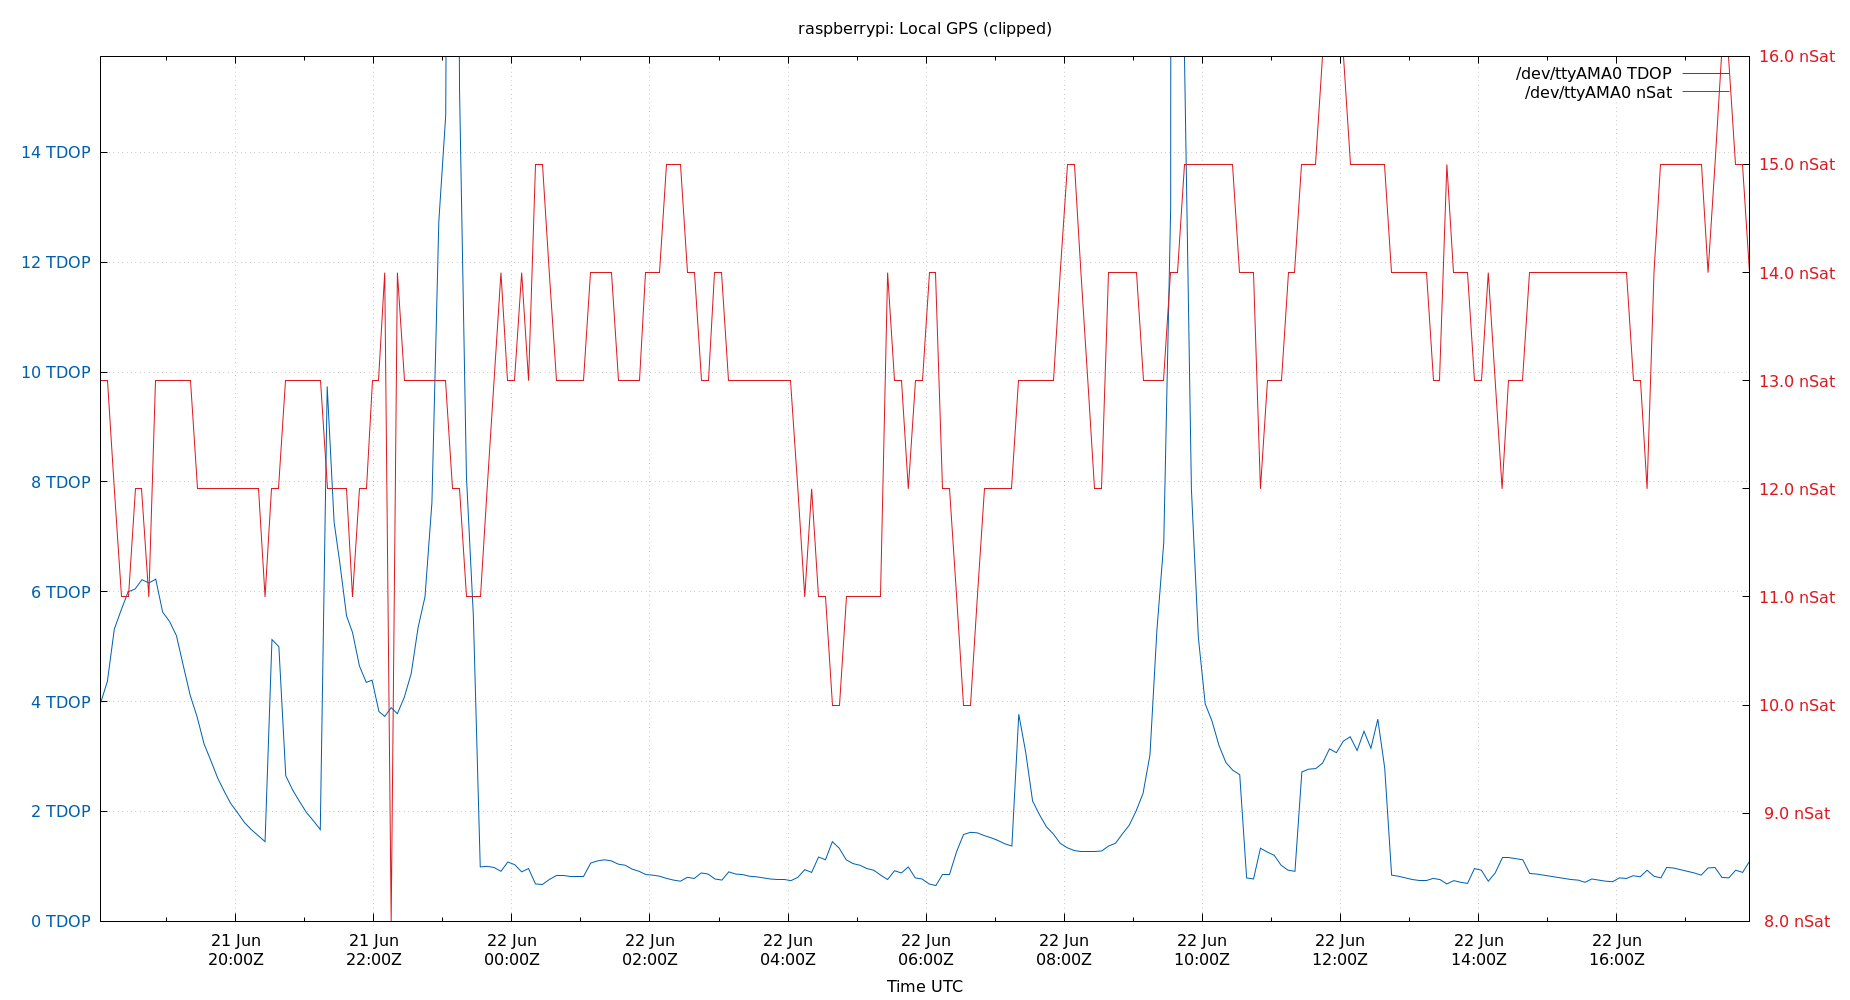 raspberrypi: Local GPS (clipped)
/dev/ttyAMA0 TDOP
/dev/ttyAMA0 nSat
14 TDOP
12 TDOP
10 TDOP
8 TDOP
6 TDOP
4 TDOP
2 TDOP
0 TDOP
16.0 nSat
15.0 nSat
14.0 nSat
13.0 nSat
12.0 nSat
11.0 nSat
10.0 nSat
9.0 nSat
8.0 nSat
21 Jun
20:00Z
21 Jun
22:00Z
22 Jun
00:00Z
22 Jun
02:00Z
22 Jun
04:00Z
22 Jun
06:00Z
22 Jun
08:00Z
22 Jun
10:00Z
22 Jun
12:00Z
22 Jun
14:00Z
22 Jun
16:00Z
Time UTC